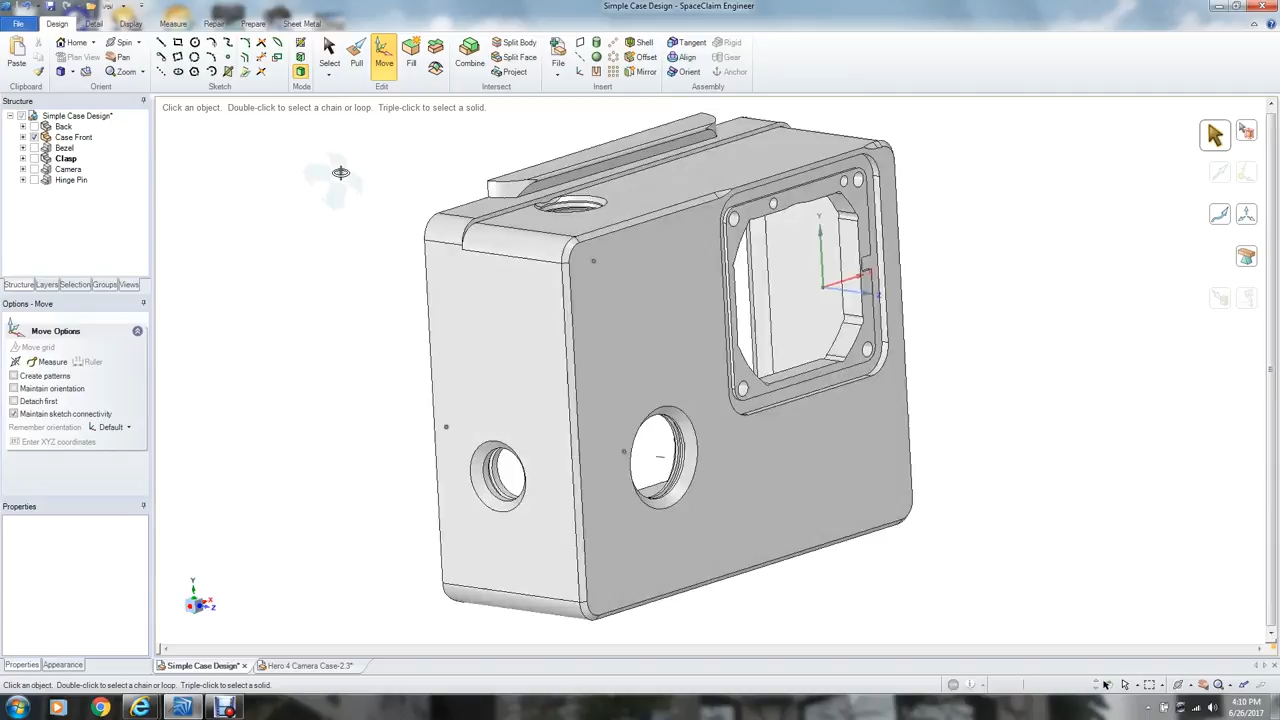 Simple Case Design - SpaceClaim Engineer
File Design Detail Display Measure Repair Prepare Sheet Metal
Paste
Clipboard
Home Spin
Plan View Pan
Zoom
Orient
Sketch
Mode
Select Pull Move Fill
Edit
Combine
Split Body
Split Face
Project
Intersect
File
Shell
Offset
Mirror
Insert
Tangent Rigid
Align Gear
Orient Anchor
Assembly
Structure
Simple Case Design*
Back
Case Front
Bezel
Clasp
Camera
Hinge Pin
Structure Layers Selection Groups Views
Options - Move
Move Options
Move grid
Measure Ruler
Create patterns
Maintain orientation
Detach first
Maintain sketch connectivity
Remember orientation Default
Enter XYZ coordinates
Properties
Properties Appearance
Click an object. Double-click to select a chain or loop. Triple-click to select a solid.
Y
Z
Y
X
Z
Simple Case Design* Hero 4 Camera Case-2.3*
Click an object. Double-click to select a chain or loop. Triple-click to select a solid.
4:10 PM
6/26/2017